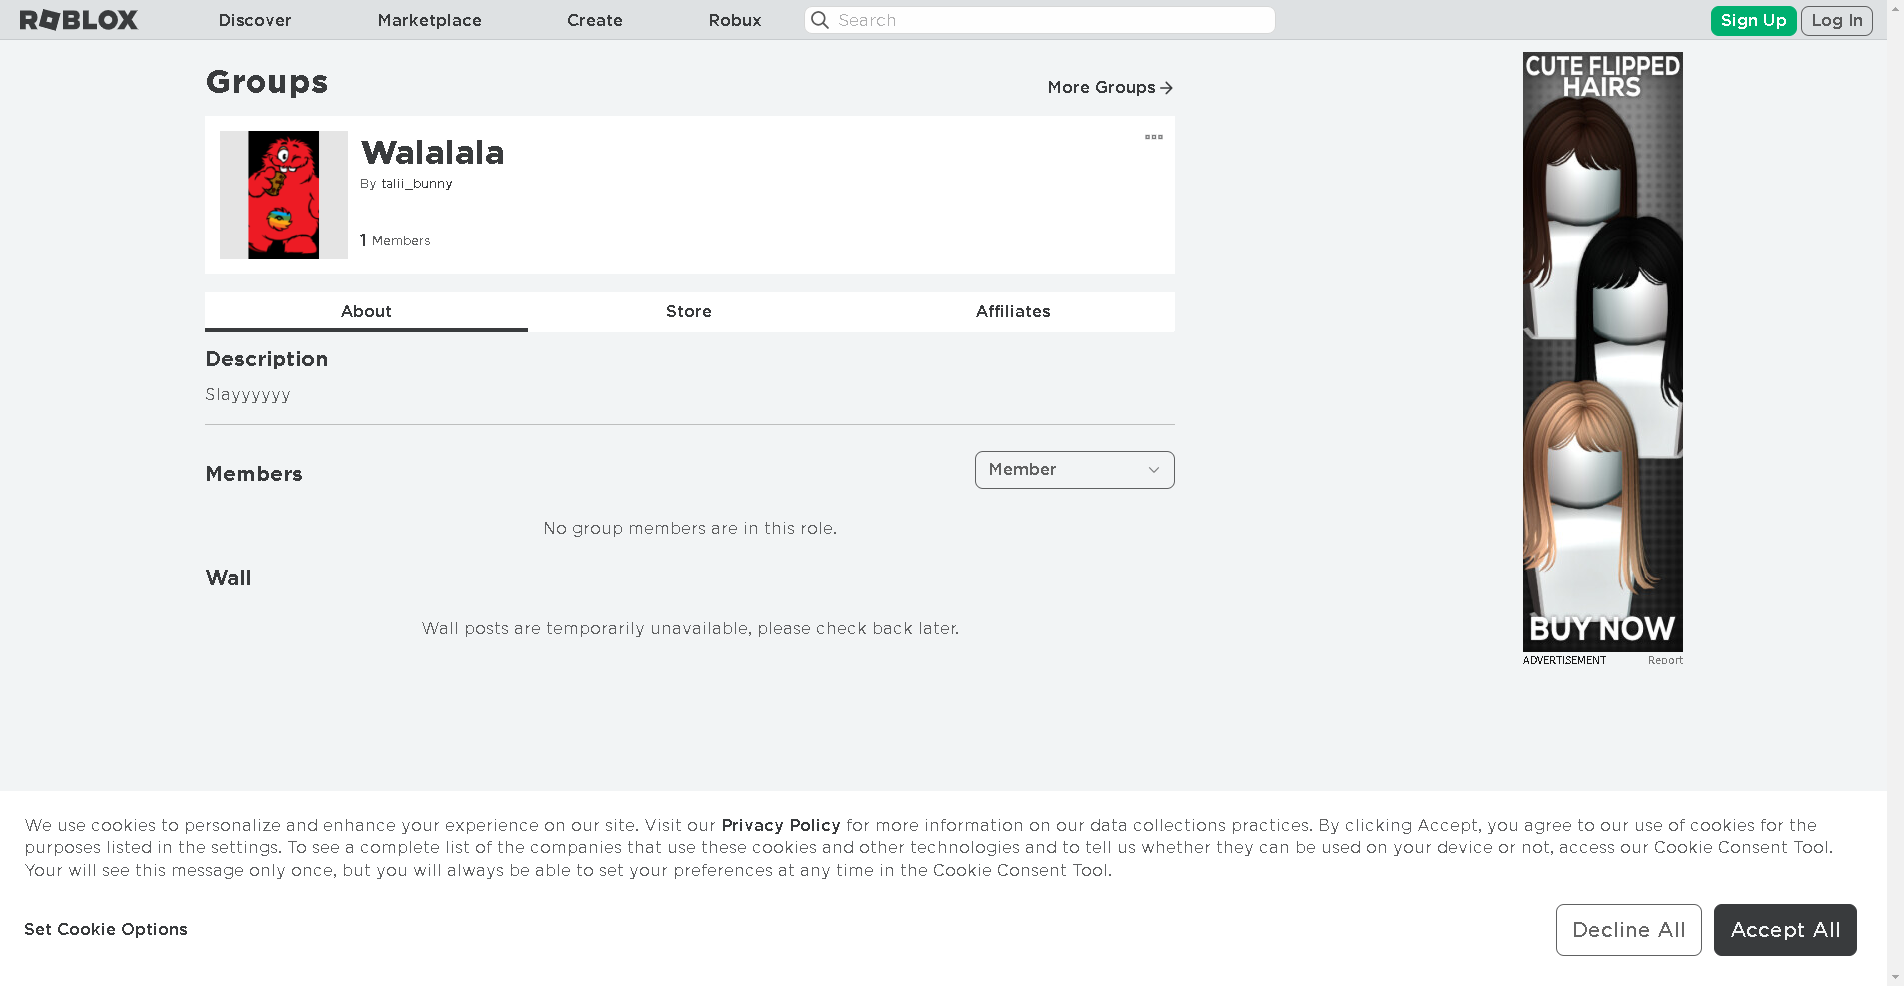 ROBLOX
Discover
Marketplace
Create
Robux
Search
Sign Up
Log In
Groups
More Groups
Walalala
By talii_bunny
1 Members
About
Store
Affiliates
Description
Slayyyyyy
Members
Member
No group members are in this role.
Wall
Wall posts are temporarily unavailable, please check back later.
CUTE FLIPPED
HAIRS
BUY NOW
ADVERTISEMENT
Report
We use cookies to personalize and enhance your experience on our site. Visit our Privacy Policy for more information on our data collections practices. By clicking Accept, you agree to our use of cookies for the
purposes listed in the settings. To see a complete list of the companies that use these cookies and other technologies and to tell us whether they can be used on your device or not, access our Cookie Consent Tool.
Your will see this message only once, but you will always be able to set your preferences at any time in the Cookie Consent Tool.
Set Cookie Options
Decline All
Accept All